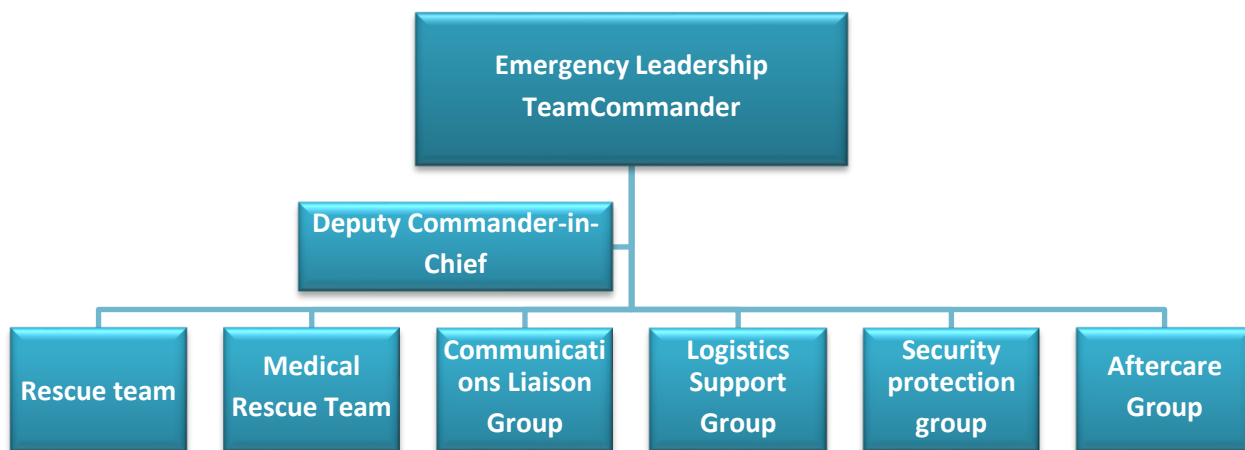 Emergency Leadership
TeamCommander
Deputy Commander-in-
Chief
Rescue team
Medical
Rescue Team
Communicati
ons Liaison
Group
Logistics
Support
Group
Security
protection
group
Aftercare
Group